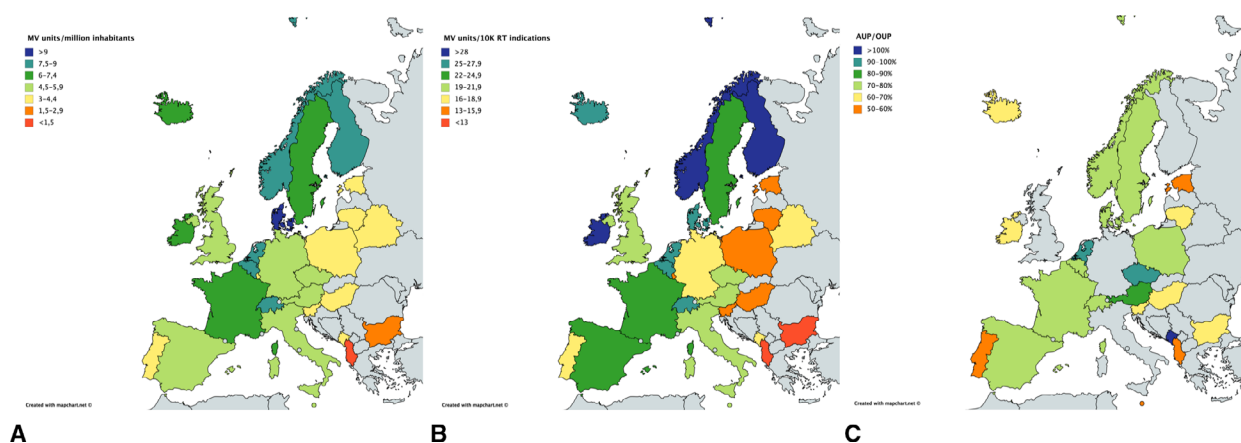 MV units/million inhabitants
>9
7,5-9
6-7,4
4,5-5,9
3-4,4
1,5-2,9
<1,5
Created with mapchart.net ©
A
MV units/10K RT indications
>28
25-27,9
22-24,9
19-21,9
16-18,9
13-15,9
<13
Created with mapchart.net ©
B
AUP/OUP
>100%
90-100%
80-90%
70-80%
60-70%
50-60%
Created with mapchart.net ©
C